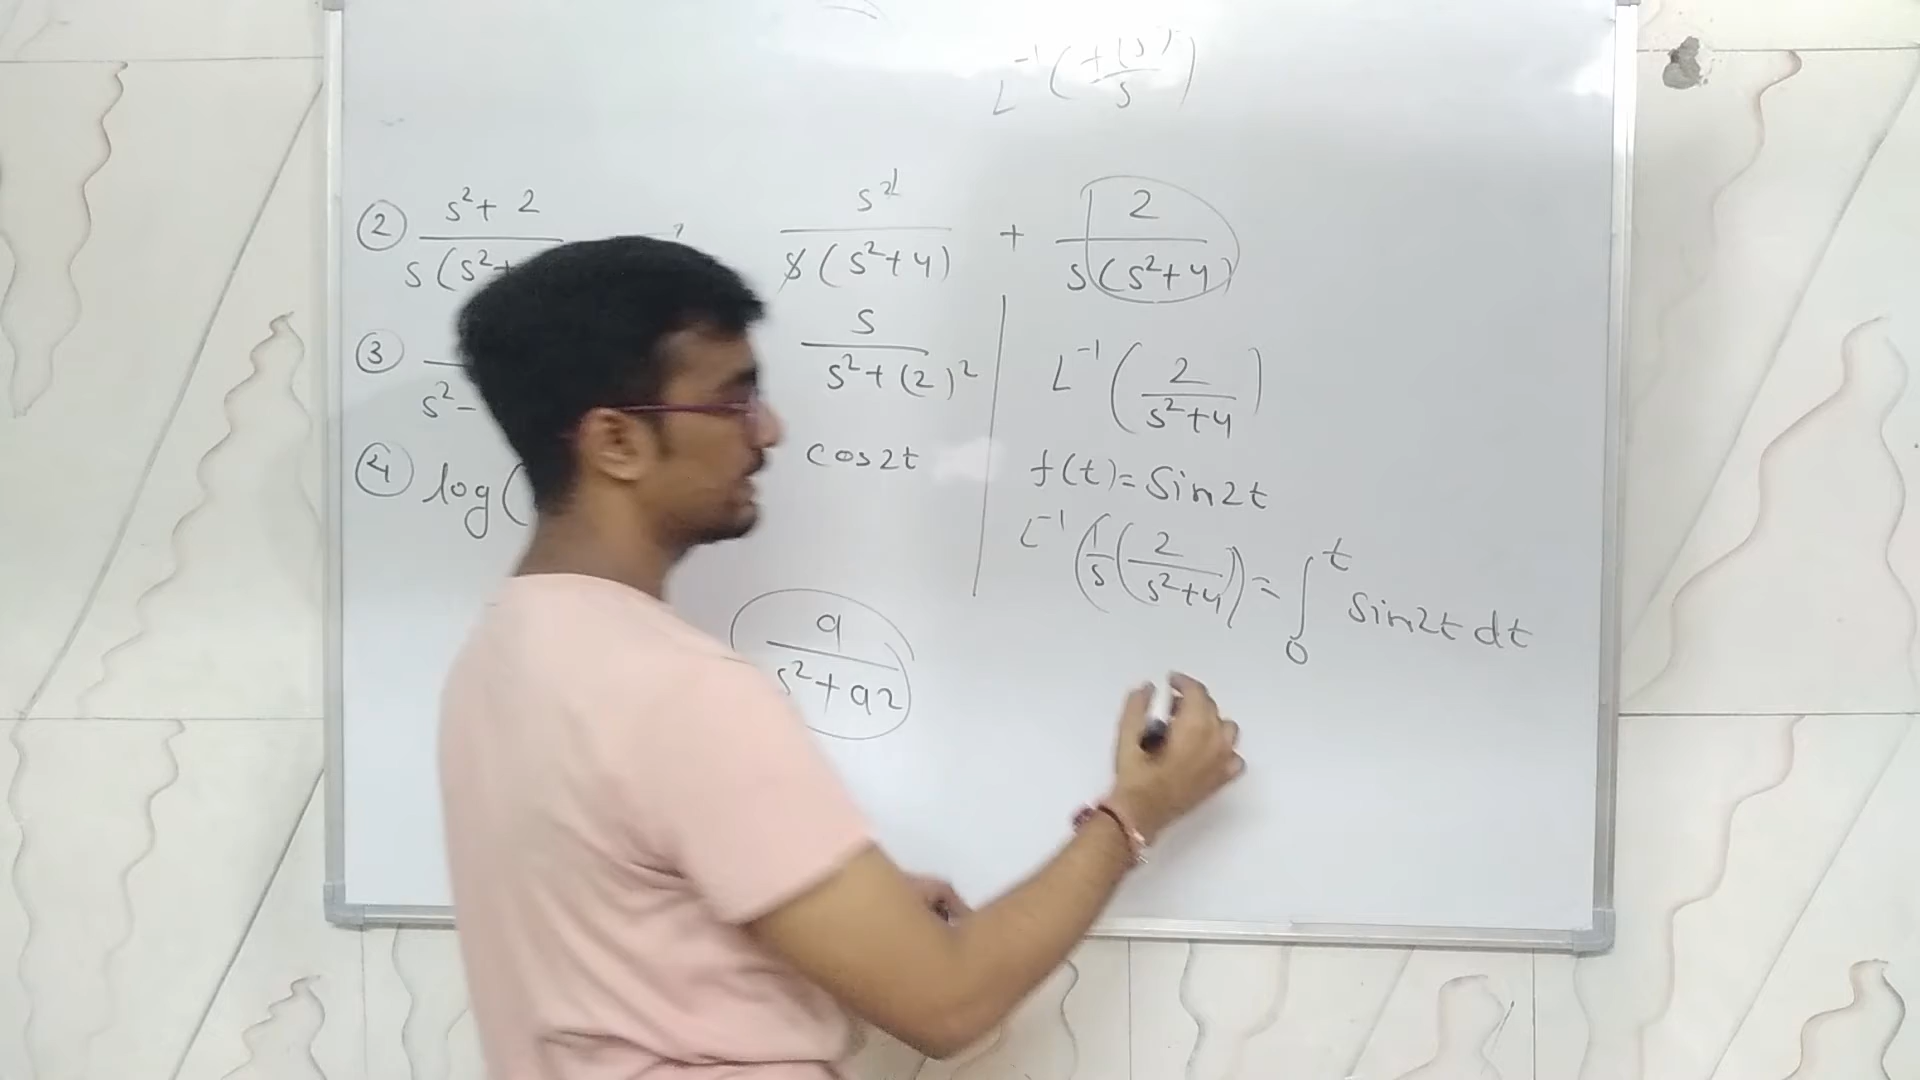 L⁻¹(f(s)/s)
② (s²+ 2)/(s(s²+
s²/(s(s²+4)) + 2/(s(s²+4))
③ s²-
s/(s²+(2)²)
L⁻¹(2/(s²+4))
④ log(
cos2t
f(t)= Sin2t
L⁻¹(1/s(2/(s²+4))) = ∫₀ᵗ Sin2t dt
a/(s²+a2)